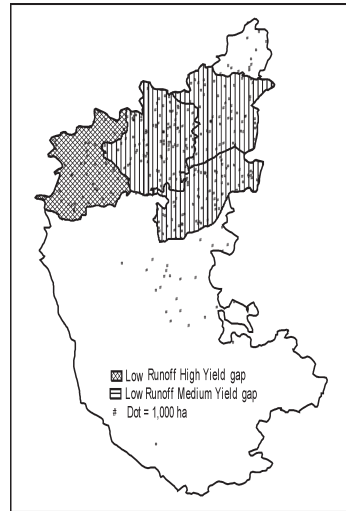 Low Runoff High Yield gap
Low Runoff Medium Yield gap
# Dot = 1,000 ha